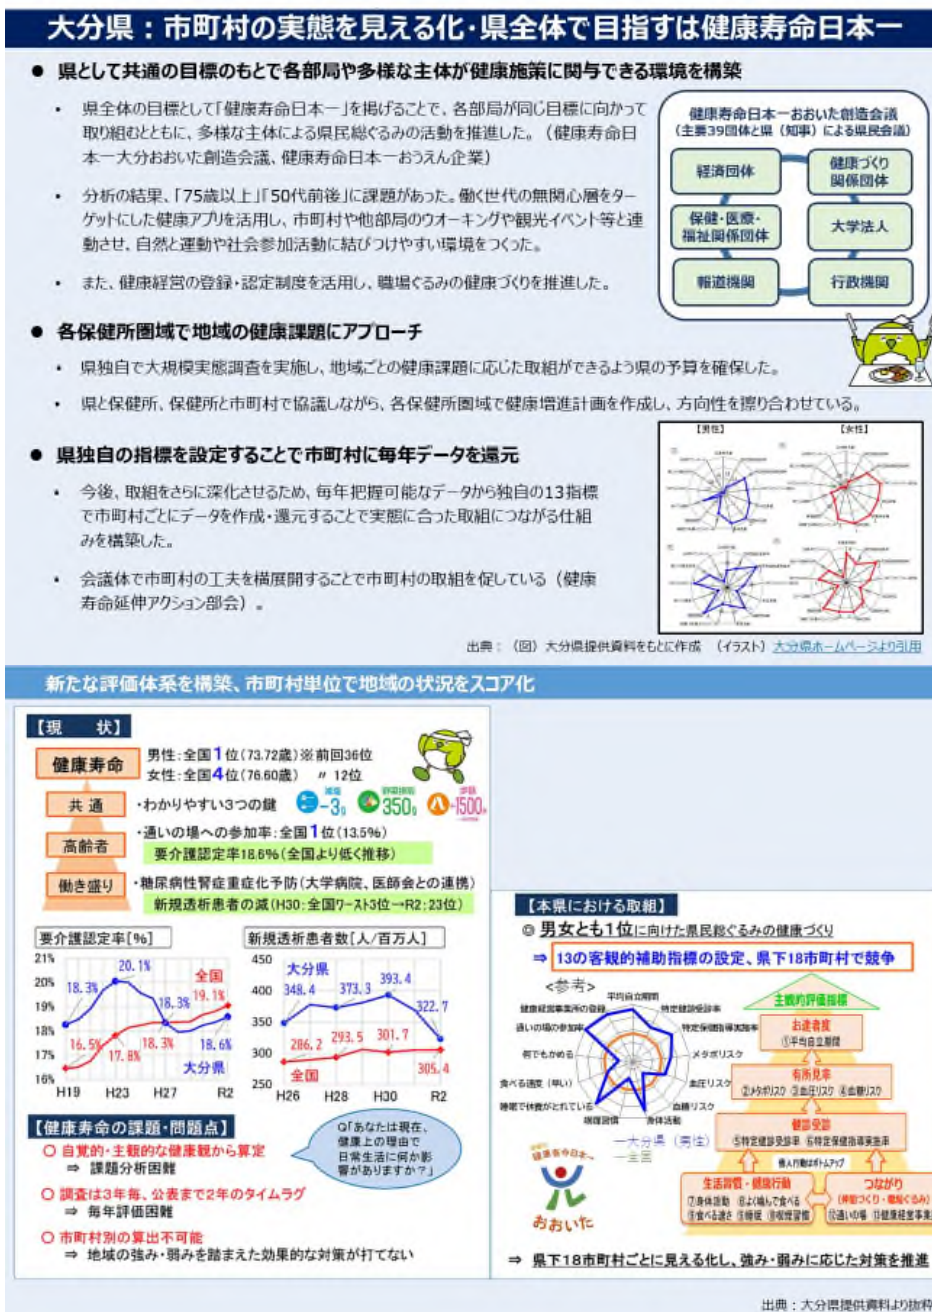 大分県：市町村の実態を見える化・県全体で目指すは健康寿命日本一
● 県として共通の目標のもとで各部局や多様な主体が健康施策に関与できる環境を構築
・ 県全体の目標として「健康寿命日本一」を掲げることで、各部局が同じ目標に向かって
取り組むとともに、多様な主体による県民総ぐるみの活動を推進した。（健康寿命日
本一大分おおいた創造会議、健康寿命日本一おうえん企業）
・ 分析の結果、「75歳以上」「50代前後」に課題があった。働く世代の無関心層をター
ゲットにした健康アプリを活用し、市町村や他部局のウオーキングや観光イベント等と連
動させ、自然と運動や社会参加活動に結びつけやすい環境をつくった。
・ また、健康経営の登録・認定制度を活用し、職場ぐるみの健康づくりを推進した。
健康寿命日本一おおいた創造会議
（主要39団体と県（知事）による県民会議）
経済団体
健康づくり
関係団体
保健・医療・
福祉関係団体
大学法人
報道機関
行政機関
● 各保健所圏域で地域の健康課題にアプローチ
・ 県独自で大規模実態調査を実施し、地域ごとの健康課題に応じた取組ができるよう県の予算を確保した。
・ 県と保健所、保健所と市町村で協議しながら、各保健所圏域で健康増進計画を作成し、方向性を擦り合わせている。
● 県独自の指標を設定することで市町村に毎年データを還元
・ 今後、取組をさらに深化させるため、毎年把握可能なデータから独自の13指標
で市町村ごとにデータを作成・還元することで実態に合った取組につながる仕組
みを構築した。
・ 会議体で市町村の工夫を横展開することで市町村の取組を促している（健康
寿命延伸アクション部会）。
【男性】
【女性】
出典：（図）大分県提供資料をもとに作成 （イラスト）大分県ホームページより引用
新たな評価体系を構築、市町村単位で地域の状況をスコア化
【現　状】
健康寿命
男性：全国1位（73.72歳）※前回36位
女性：全国4位（76.60歳） 〃 12位
共通
・わかりやすい3つの鍵
減塩
-3g
野菜摂取
350g
歩数
+1500歩
高齢者
・通いの場への参加率：全国1位（13.5%）
要介護認定率18.6%（全国より低く推移）
働き盛り
・糖尿病性腎症重症化予防（大学病院、医師会との連携）
新規透析患者の減（H30：全国ワースト3位→R2：23位）
要介護認定率[%]
21%
20%
19%
18%
17%
16%
18.3%
20.1%
18.3%
18.6%
大分県
16.5%
17.8%
18.3%
19.1%
全国
H19
H23
H27
R2
新規透析患者数[人/百万人]
450
400
350
300
250
大分県
348.4
373.3
393.4
322.7
286.2
293.5
301.7
305.4
全国
H26
H28
H30
R2
【健康寿命の課題・問題点】
○ 自覚的・主観的な健康観から算定
⇒ 課題分析困難
○ 調査は3年毎、公表まで2年のタイムラグ
⇒ 毎年評価困難
○ 市町村別の算出不可能
⇒ 地域の強み・弱みを踏まえた効果的な対策が打てない
Q「あなたは現在、
健康上の理由で
日常生活に何か影
響がありますか？」
【本県における取組】
◎ 男女とも1位に向けた県民総ぐるみの健康づくり
⇒ 13の客観的補助指標の設定、県下18市町村で競争
<参考>
平均自立期間
特定健診受診率
特定保健指導実施率
メタボリスク
血圧リスク
血糖リスク
身体活動
喫煙習慣
睡眠で休養がとれている
食べる速度（早い）
何でもかめる
通いの場の参加率
健康経営事業所の登録
大分県（男性）
全国
健康寿命日本一
おおいた
主観的評価指標
お達者度
①平均自立期間
有所見率
②メタボリスク ③血圧リスク ④血糖リスク
健診受診
⑤特定健診受診率 ⑥特定保健指導実施率
個人行動はボトムアップ
生活習慣・健康行動
⑦身体活動 ⑧よく噛んで食べる
⑨食べる速さ ⑩睡眠 ⑪喫煙習慣
つながり
（仲間づくり・職場ぐるみ）
⑫通いの場 ⑬健康経営事業
⇒ 県下18市町村ごとに見える化し、強み・弱みに応じた対策を推進
出典：大分県提供資料より抜粋